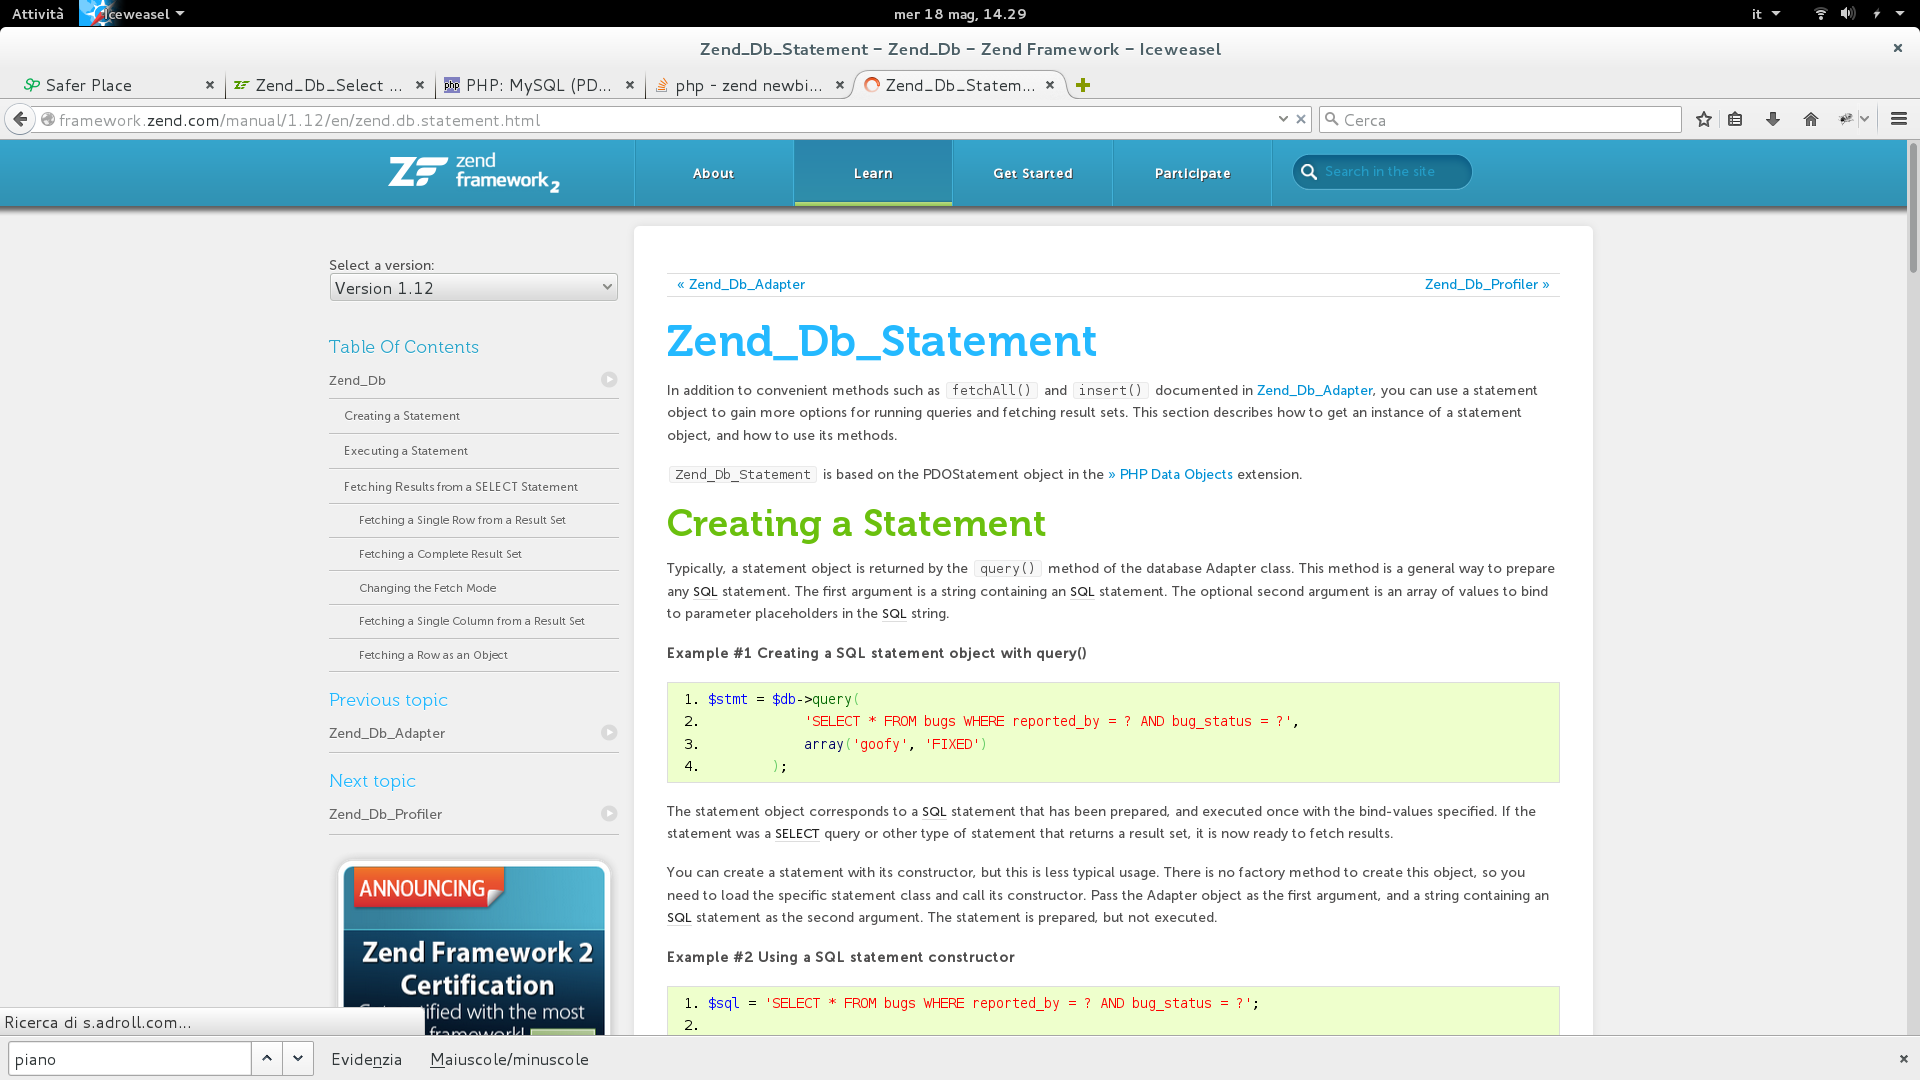 Attività
Iceweasel
mer 18 mag, 14.29
it
Zend_Db_Statement – Zend_Db – Zend Framework – Iceweasel
Safer Place
Zend_Db_Select ...
PHP: MySQL (PD...
php - zend newbi...
Zend_Db_Statem...
framework.zend.com/manual/1.12/en/zend.db.statement.html
Cerca
zend
framework 2
About
Learn
Get Started
Participate
Search in the site
Select a version:
Version 1.12
Table Of Contents
Zend_Db
Creating a Statement
Executing a Statement
Fetching Results from a SELECT Statement
Fetching a Single Row from a Result Set
Fetching a Complete Result Set
Changing the Fetch Mode
Fetching a Single Column from a Result Set
Fetching a Row as an Object
Previous topic
Zend_Db_Adapter
Next topic
Zend_Db_Profiler
ANNOUNCING
Zend Framework 2
Certification
with the most
framework!
« Zend_Db_Adapter
Zend_Db_Profiler »
Zend_Db_Statement
In addition to convenient methods such as fetchAll() and insert() documented in Zend_Db_Adapter, you can use a statement
object to gain more options for running queries and fetching result sets. This section describes how to get an instance of a statement
object, and how to use its methods.
Zend_Db_Statement is based on the PDOStatement object in the » PHP Data Objects extension.
Creating a Statement
Typically, a statement object is returned by the query() method of the database Adapter class. This method is a general way to prepare
any SQL statement. The first argument is a string containing an SQL statement. The optional second argument is an array of values to bind
to parameter placeholders in the SQL string.
Example #1 Creating a SQL statement object with query()
1. $stmt = $db->query(
2. 'SELECT * FROM bugs WHERE reported_by = ? AND bug_status = ?',
3. array('goofy', 'FIXED')
4. );
The statement object corresponds to a SQL statement that has been prepared, and executed once with the bind-values specified. If the
statement was a SELECT query or other type of statement that returns a result set, it is now ready to fetch results.
You can create a statement with its constructor, but this is less typical usage. There is no factory method to create this object, so you
need to load the specific statement class and call its constructor. Pass the Adapter object as the first argument, and a string containing an
SQL statement as the second argument. The statement is prepared, but not executed.
Example #2 Using a SQL statement constructor
1. $sql = 'SELECT * FROM bugs WHERE reported_by = ? AND bug_status = ?';
2.
Ricerca di s.adroll.com...
piano
Evidenzia
Maiuscole/minuscole